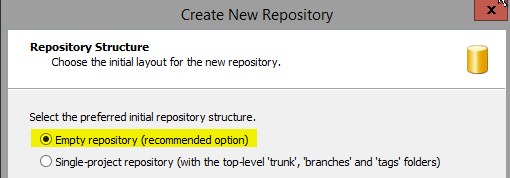 Create New Repository
x
Repository Structure
Choose the initial layout for the new repository.
Select the preferred initial repository structure.
Empty repository (recommended option)
Single-project repository (with the top-level 'trunk', 'branches' and 'tags' folders)